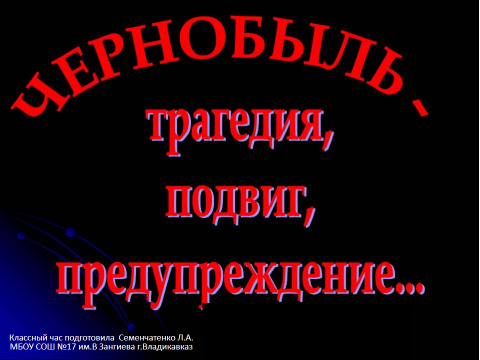 ЧЕРНОБЫЛЬ -
трагедия,
подвиг,
предупреждение...
Классный час подготовила Семенчатенко Л.А.
МБОУ СОШ №17 им.В Зангиева г.Владикавказ